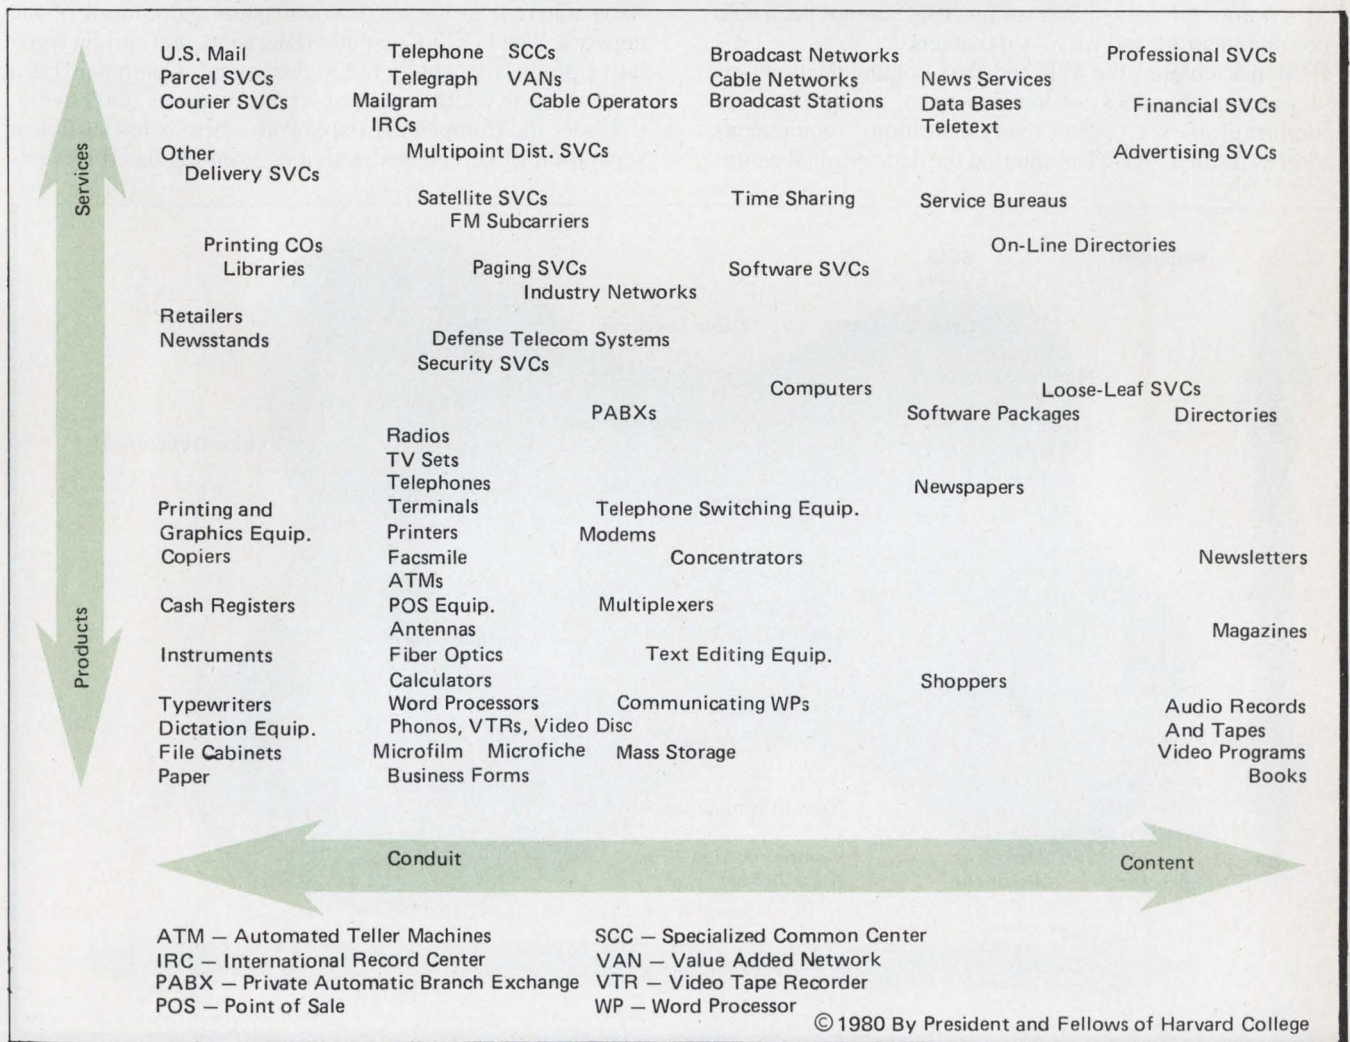 Services
Products
U.S. Mail Telephone SCCs Broadcast Networks Professional SVCs
Parcel SVCs Telegraph VANs Cable Networks News Services
Courier SVCs Mailgram Cable Operators Broadcast Stations Data Bases Financial SVCs
IRCs Teletext
Other Multipoint Dist. SVCs Advertising SVCs
Delivery SVCs
Satellite SVCs Time Sharing Service Bureaus
FM Subcarriers
Printing COs On-Line Directories
Libraries Paging SVCs Software SVCs
Industry Networks
Retailers
Newsstands Defense Telecom Systems
Security SVCs
Computers Loose-Leaf SVCs
PABXs Software Packages Directories
Radios
TV Sets
Telephones Newspapers
Printing and Terminals Telephone Switching Equip.
Graphics Equip. Printers Modems
Copiers Facsmile Concentrators Newsletters
ATMs
Cash Registers POS Equip. Multiplexers
Antennas Magazines
Instruments Fiber Optics Text Editing Equip.
Calculators Shoppers
Typewriters Word Processors Communicating WPs Audio Records
Dictation Equip. Phonos, VTRs, Video Disc And Tapes
File Cabinets Microfilm Microfiche Mass Storage Video Programs
Paper Business Forms Books
Conduit Content
ATM — Automated Teller Machines SCC — Specialized Common Center
IRC — International Record Center VAN — Value Added Network
PABX — Private Automatic Branch Exchange VTR — Video Tape Recorder
POS — Point of Sale WP — Word Processor
© 1980 By President and Fellows of Harvard College